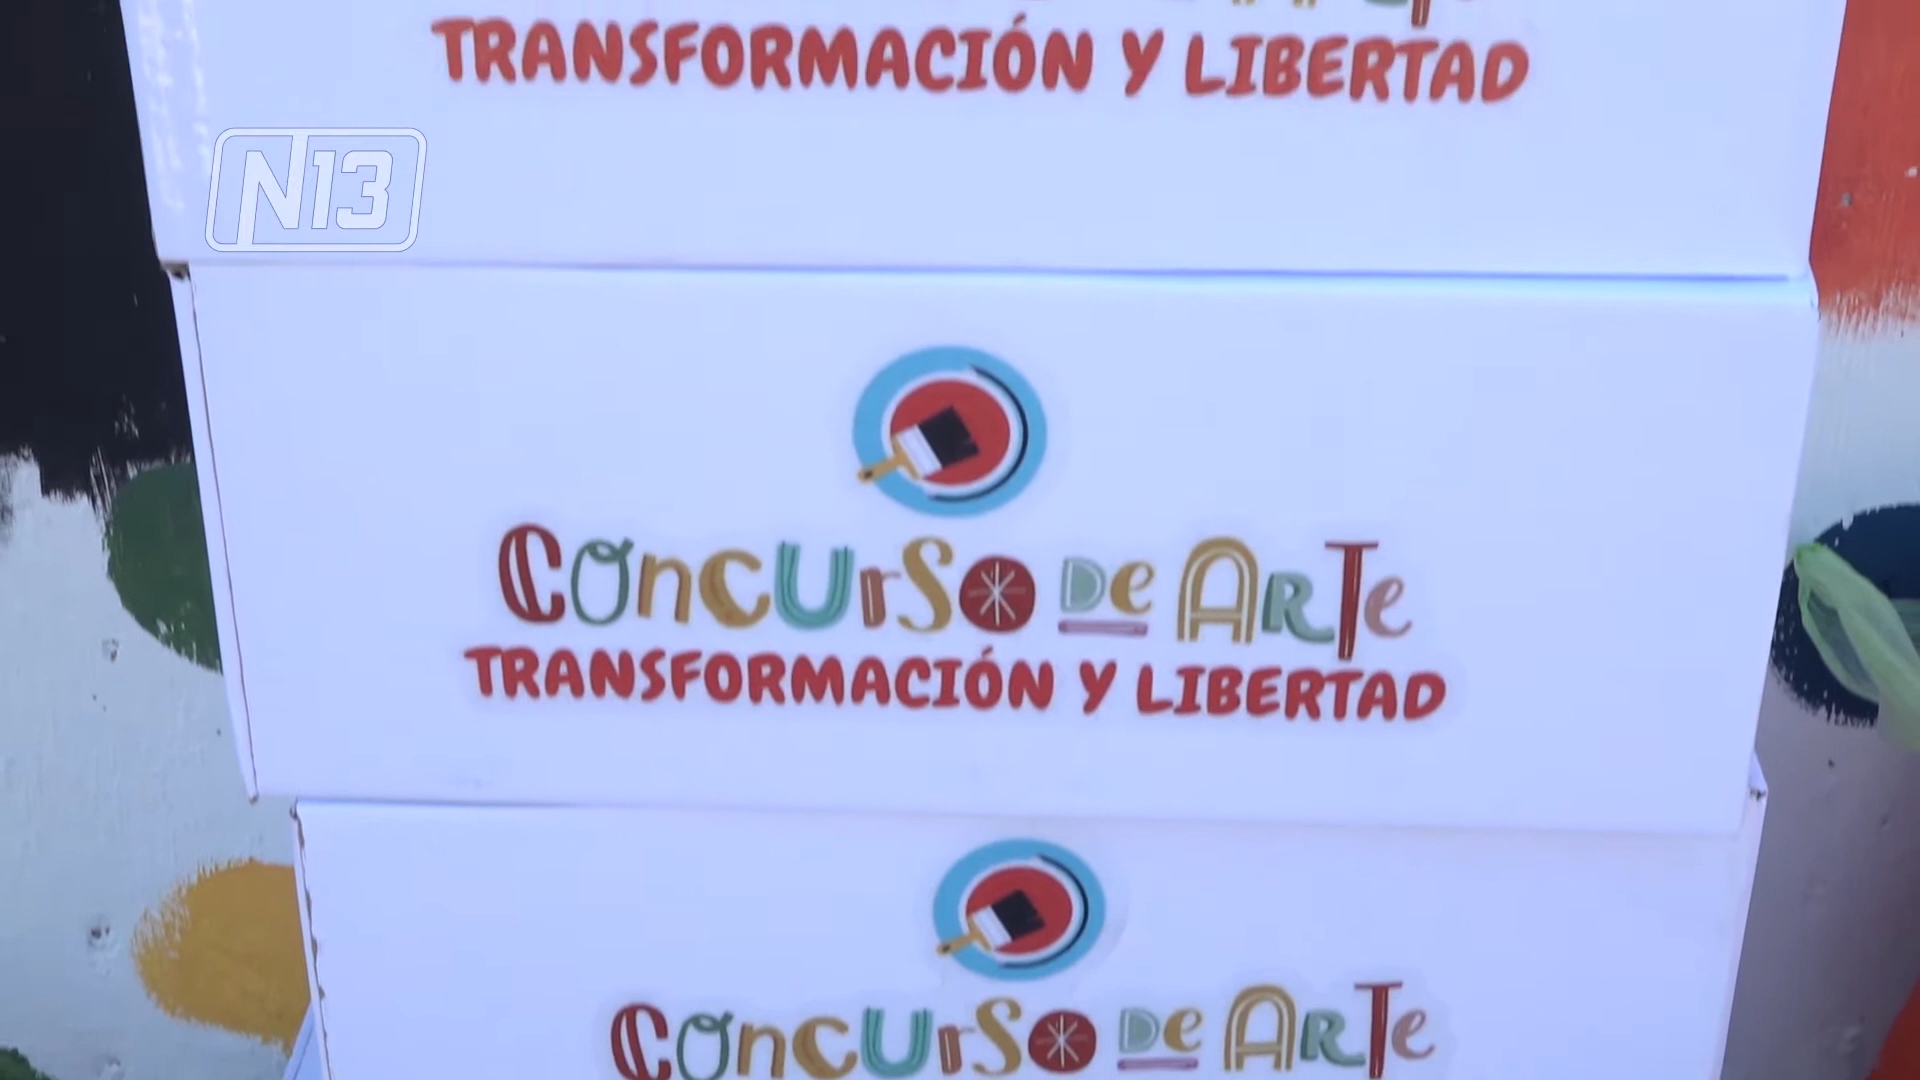 TRANSFORMACIÓN Y LIBERTAD
N13
CONCURSO DE ARTE
TRANSFORMACIÓN Y LIBERTAD
CONCURSO DE ARTE